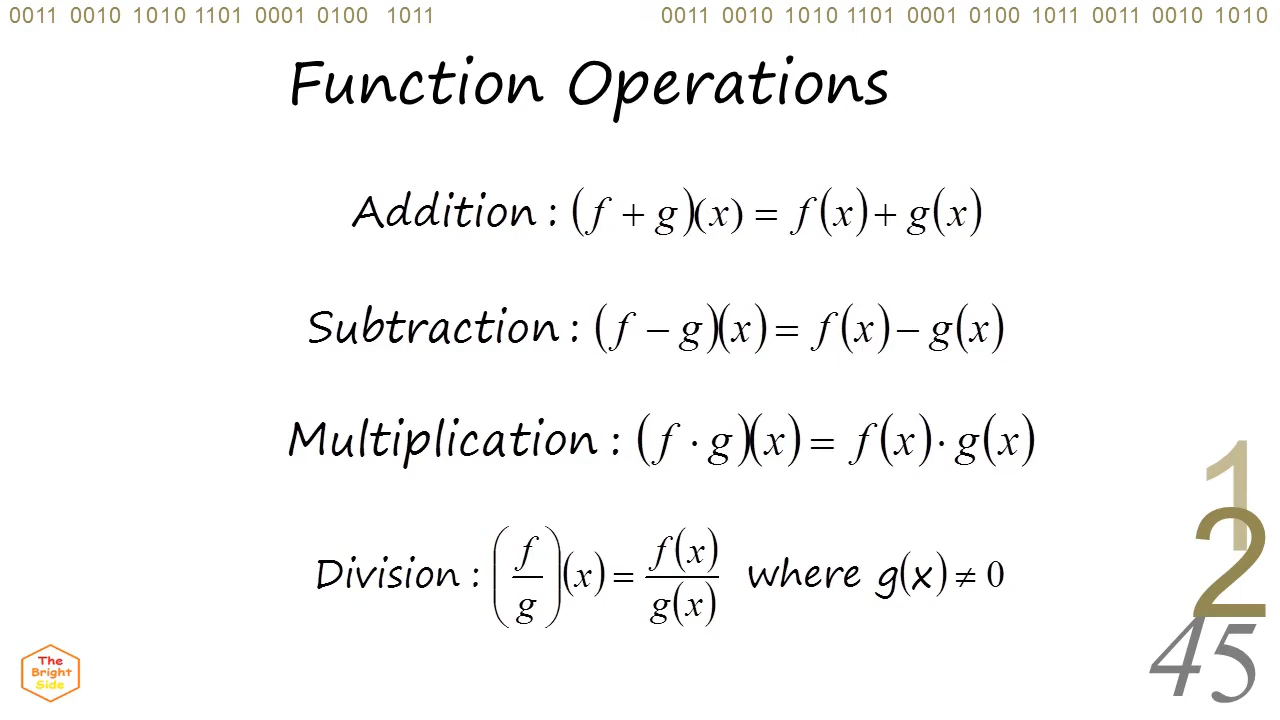 0011 0010 1010 1101 0001 0100 1011
0011 0010 1010 1101 0001 0100 1011 0011 0010 1010
Function Operations
Addition : (f + g)(x) = f(x) + g(x)
Subtraction : (f − g)(x) = f(x) − g(x)
Multiplication : (f · g)(x) = f(x) · g(x)
Division : (f/g)(x) = f(x)/g(x) where g(x) ≠ 0
1
2
45
The
Bright
Side